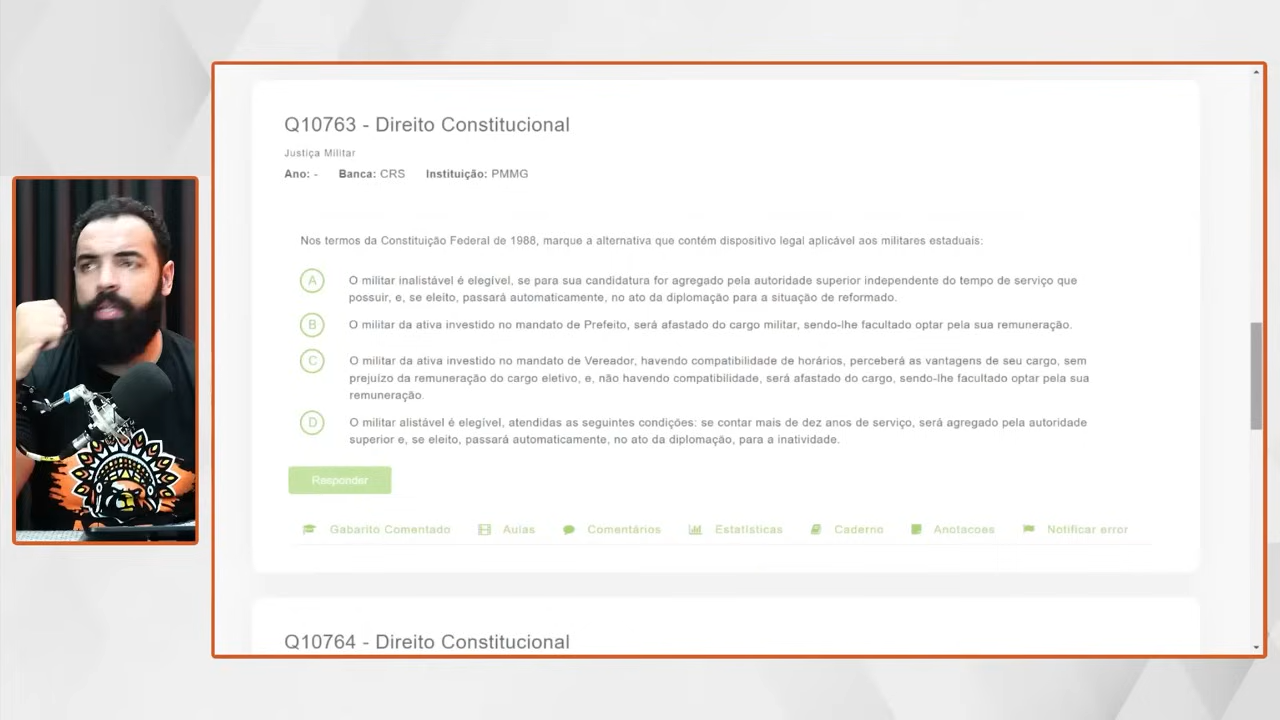 Q10763 - Direito Constitucional
Justiça Militar
Ano: - Banca: CRS Instituição: PMMG
Nos termos da Constituição Federal de 1988, marque a alternativa que contém dispositivo legal aplicável aos militares estaduais:
A O militar inalistável é elegível, se para sua candidatura for agregado pela autoridade superior independente do tempo de serviço que
possuir, e, se eleito, passará automaticamente, no ato da diplomação para a situação de reformado.
B O militar da ativa investido no mandato de Prefeito, será afastado do cargo militar, sendo-lhe facultado optar pela sua remuneração.
C O militar da ativa investido no mandato de Vereador, havendo compatibilidade de horários, perceberá as vantagens de seu cargo, sem
prejuízo da remuneração do cargo eletivo, e, não havendo compatibilidade, será afastado do cargo, sendo-lhe facultado optar pela sua
remuneração.
D O militar alistável é elegível, atendidas as seguintes condições: se contar mais de dez anos de serviço, será agregado pela autoridade
superior e, se eleito, passará automaticamente, no ato da diplomação, para a inatividade.
Responder
Gabarito Comentado Aulas Comentários Estatísticas Caderno Anotacoes Notificar error
Q10764 - Direito Constitucional